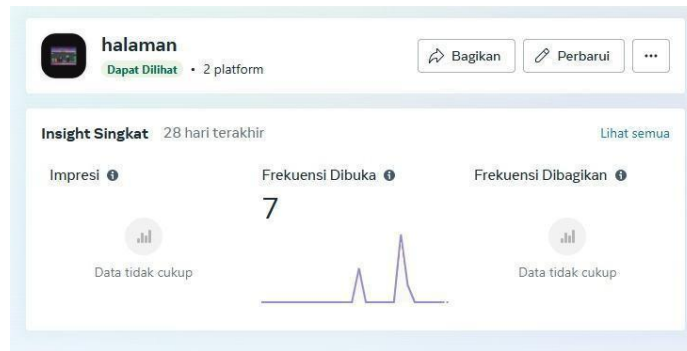 halaman
Dapat Dilihat • 2 platform
Bagikan
Perbarui
Insight Singkat 28 hari terakhir
Lihat semua
Impresi
Frekuensi Dibuka
Frekuensi Dibagikan
7
Data tidak cukup
Data tidak cukup